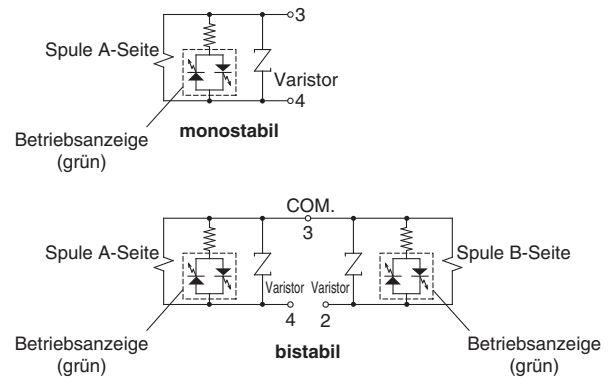 3
Spule A-Seite
Varistor
4
monostabil
Betriebsanzeige
(grün)
COM.
3
Spule A-Seite
Spule B-Seite
Varistor
Varistor
4
2
Betriebsanzeige
(grün)
bistabil
Betriebsanzeige
(grün)